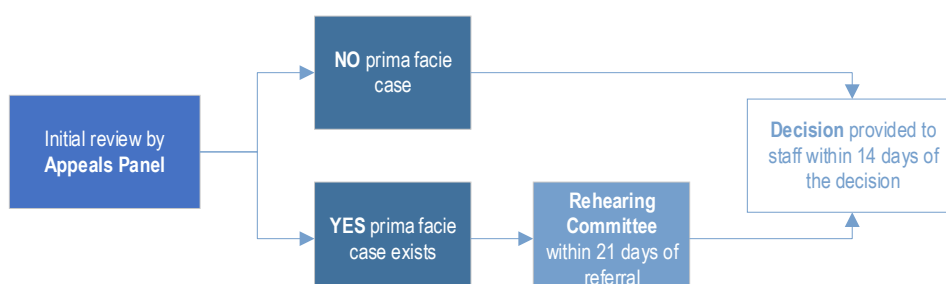 NO prima facie
case
Initial review by
Appeals Panel
Decision provided to
staff within 14 days of
the decision
YES prima facie
case exists
Rehearing
Committee
within 21 days of
referral